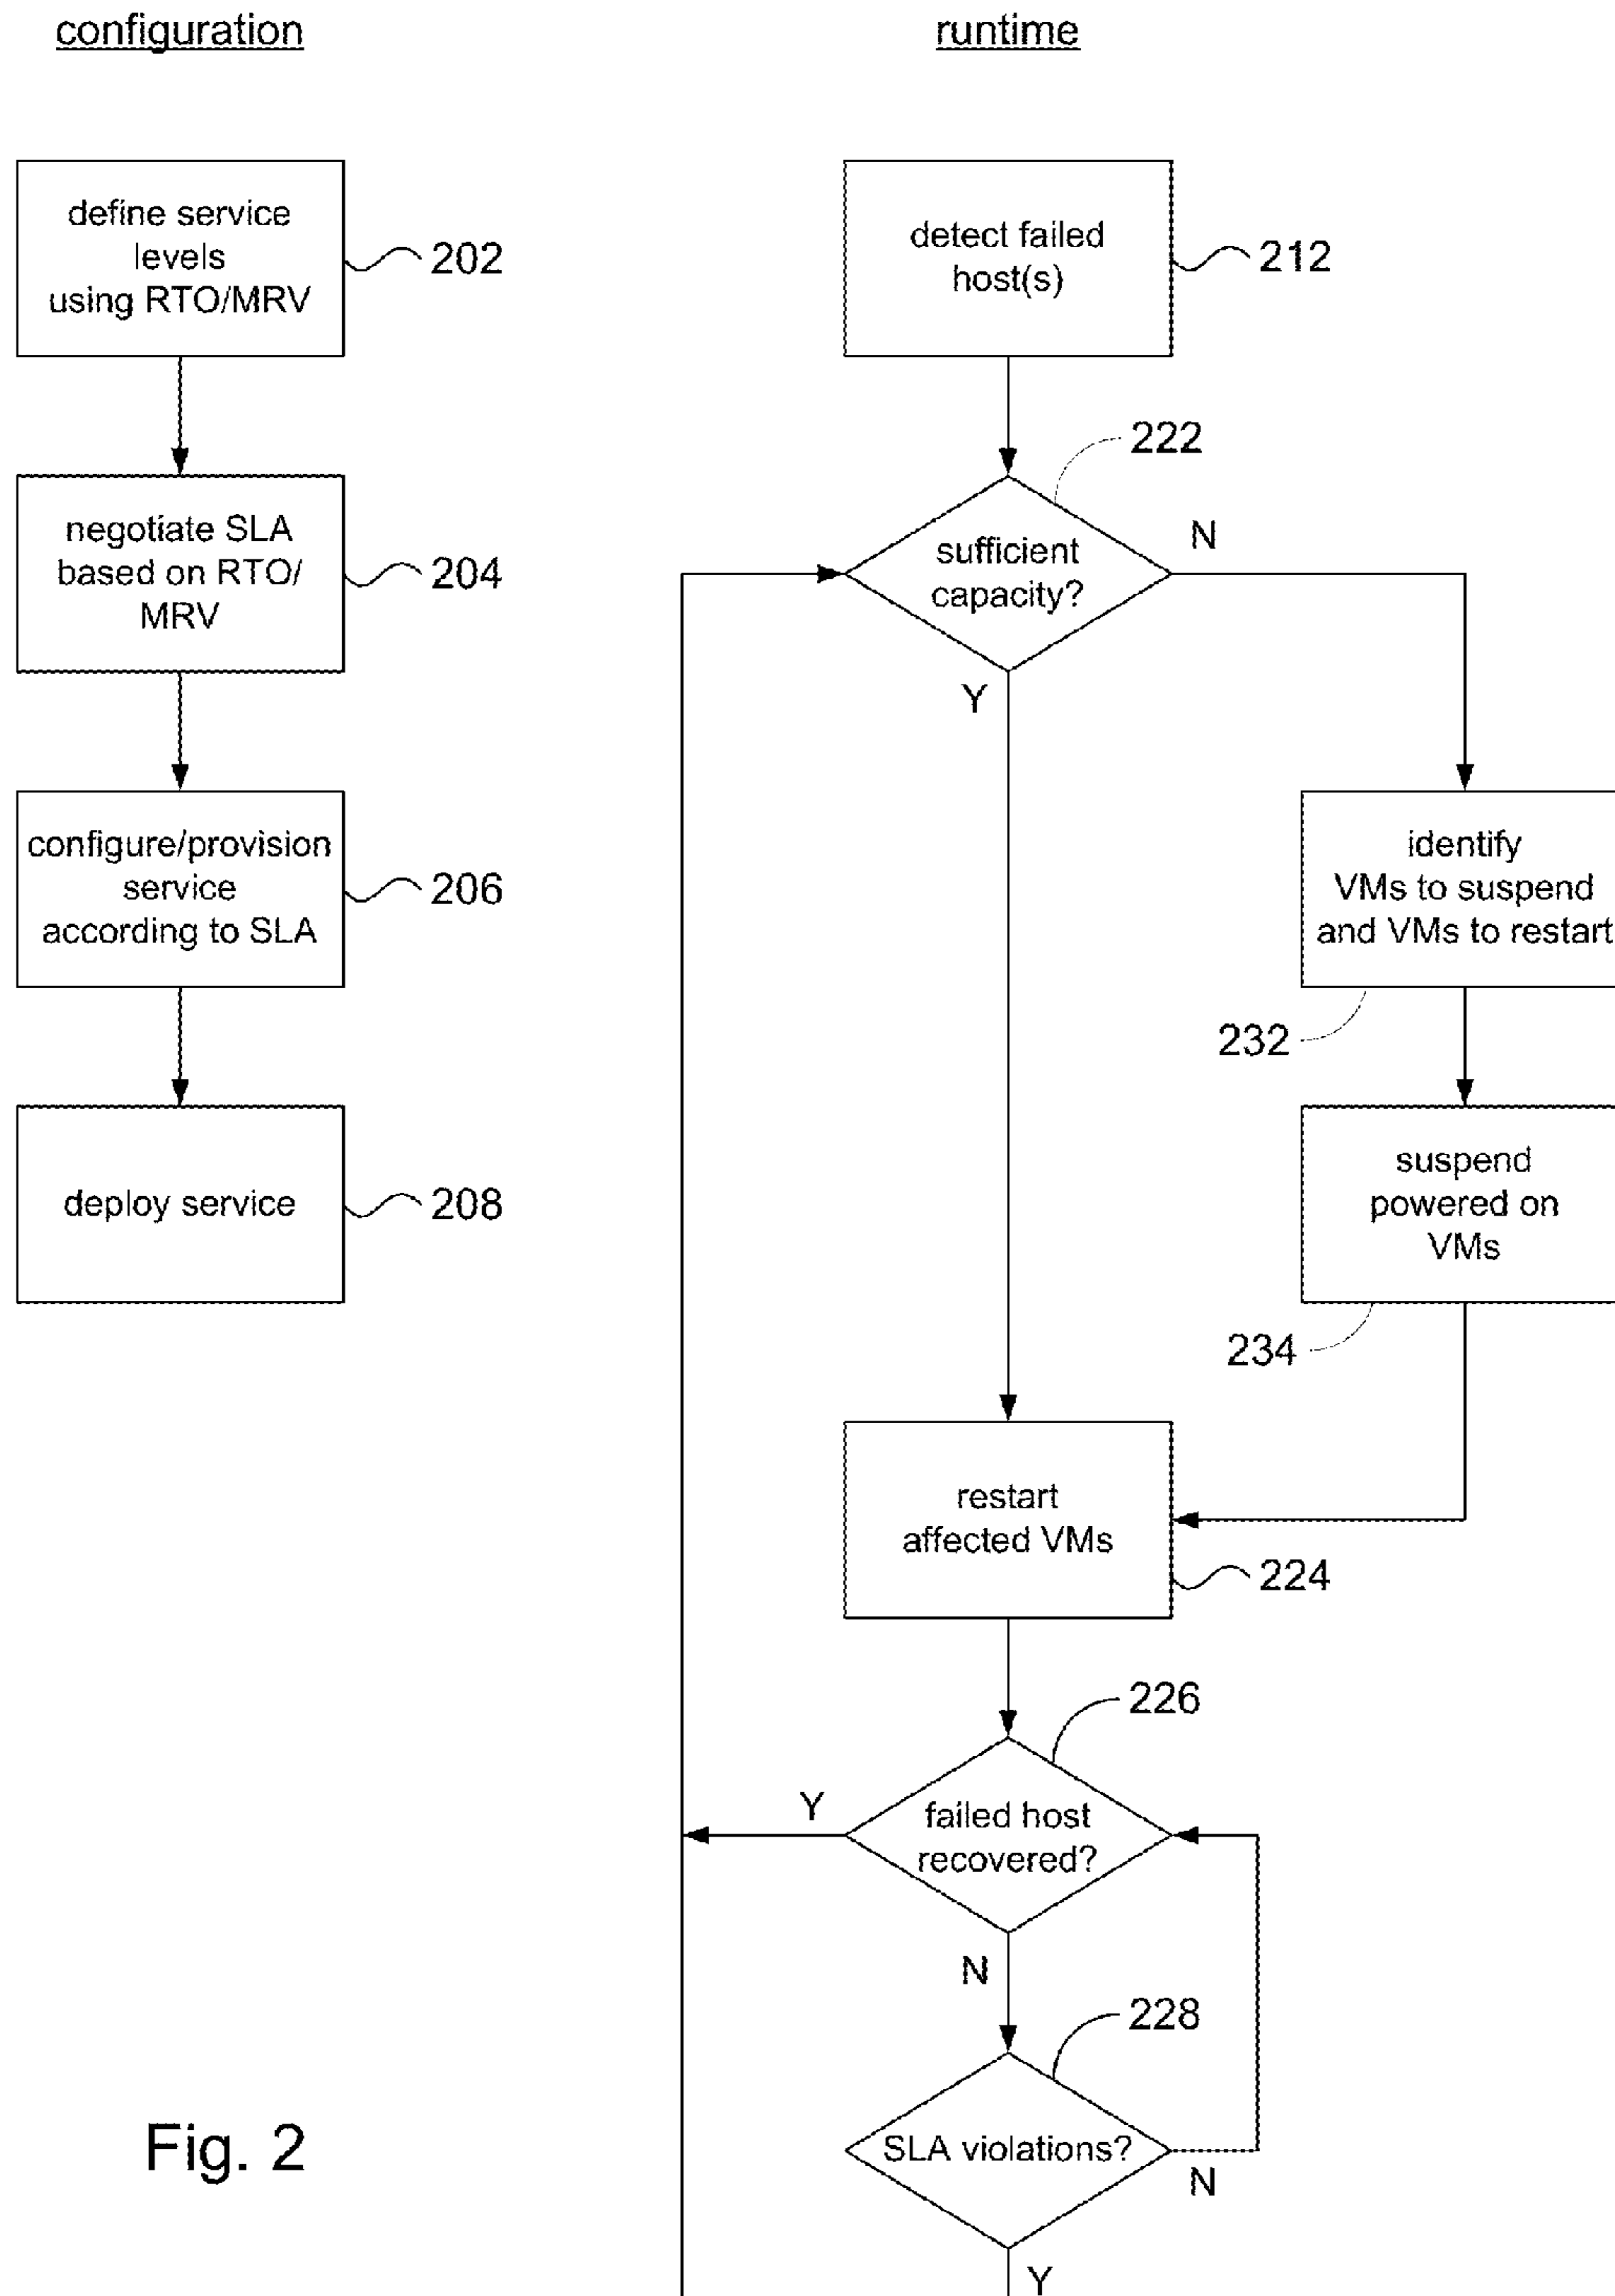 configuration
define service
levels
using RTO/MRV
202
negotiate SLA
based on RTO/
MRV
204
configure/provision
service
according to SLA
206
deploy service
208
runtime
detect failed
host(s)
212
222
sufficient
capacity?
N
Y
identify
VMs to suspend
and VMs to restart
232
suspend
powered on
VMs
234
restart
affected VMs
224
226
failed host
recovered?
Y
N
228
SLA violations?
N
Y
Fig. 2